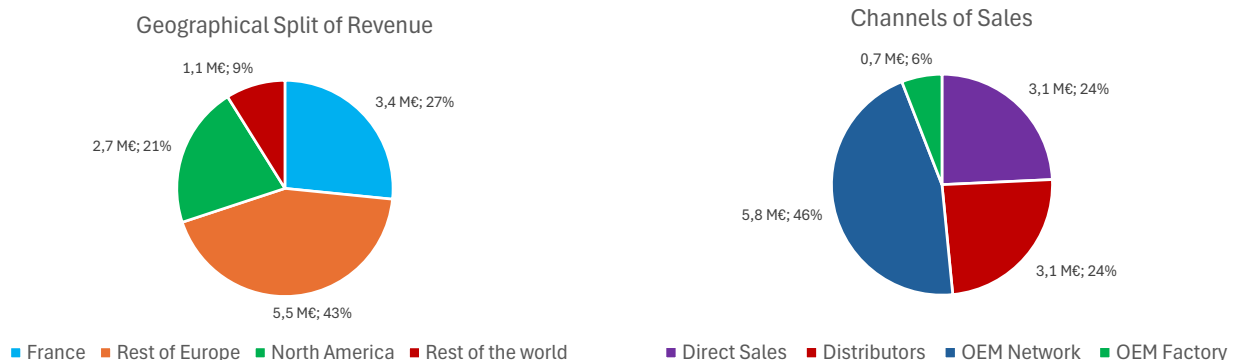 Geographical Split of Revenue
1,1 M€; 9%
3,4 M€; 27%
2,7 M€; 21%
5,5 M€; 43%
France Rest of Europe North America Rest of the world
Channels of Sales
0,7 M€; 6%
3,1 M€; 24%
5,8 M€; 46%
3,1 M€; 24%
Direct Sales Distributors OEM Network OEM Factory